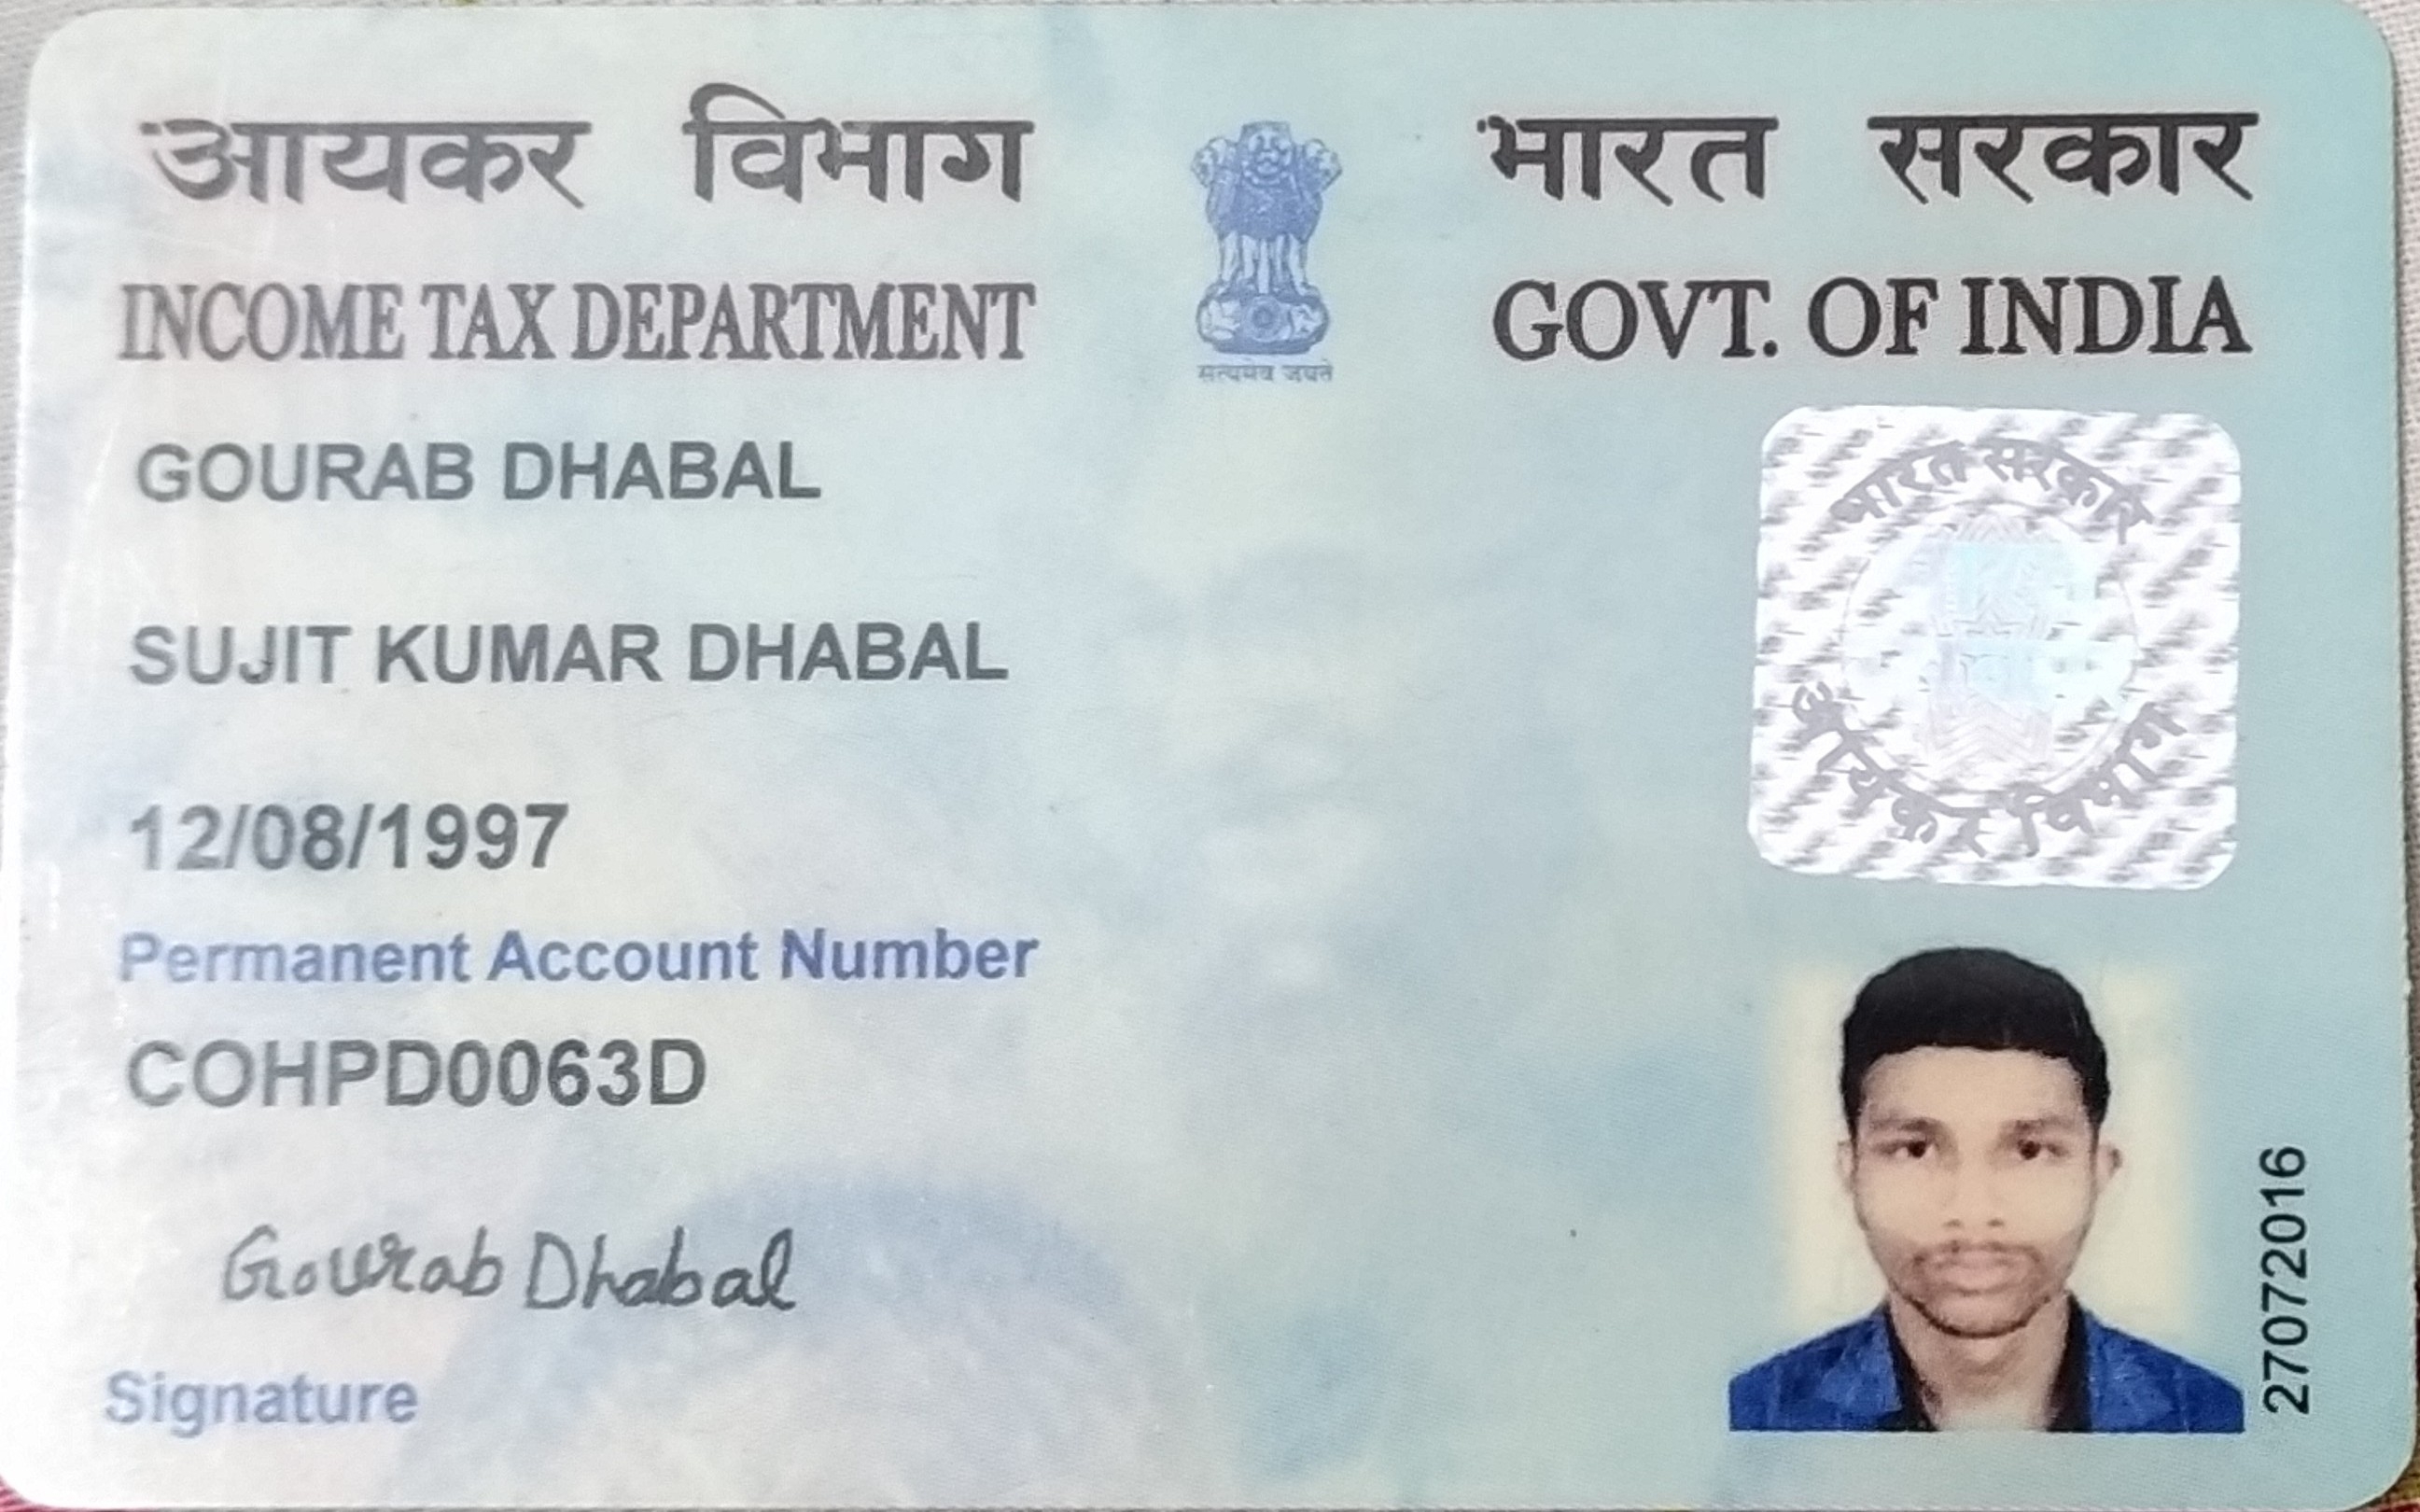 आयकर विभाग
INCOME TAX DEPARTMENT
सत्यमेव जयते
भारत सरकार
GOVT. OF INDIA
GOURAB DHABAL
SUJIT KUMAR DHABAL
12/08/1997
Permanent Account Number
COHPD0063D
Gourab Dhabal
Signature
भारत सरकार
आयकर विभाग
27072016